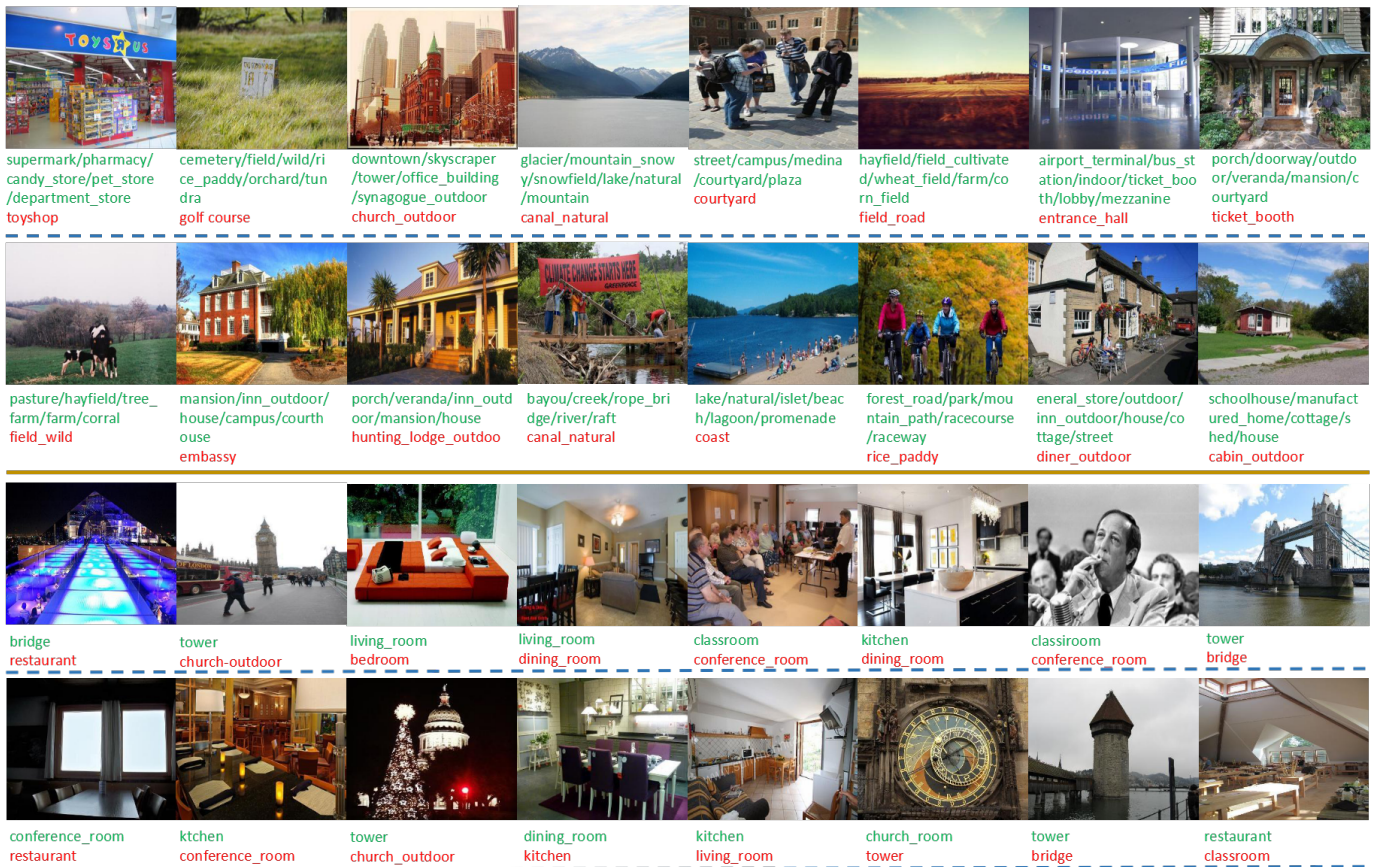 TOYS R US
supermark/pharmacy/
candy_store/pet_store
/department_store
toyshop
cemetery/field/wild/ri
ce_paddy/orchard/tun
dra
golf course
downtown/skyscraper
/tower/office_building
/synagogue_outdoor
church_outdoor
glacier/mountain_snow
y/snowfield/lake/natural
/mountain
canal_natural
street/campus/medina
/courtyard/plaza
courtyard
hayfield/field_cultivate
d/wheat_field/farm/co
rn_field
field_road
airport_terminal/bus_st
ation/indoor/ticket_boo
th/lobby/mezzanine
entrance_hall
porch/doorway/outdo
or/veranda/mansion/c
ourtyard
ticket_booth
CLIMATE CHANGE STARTS HERE
GREENPEACE
pasture/hayfield/tree_
farm/farm/corral
field_wild
mansion/inn_outdoor/
house/campus/courth
ouse
embassy
porch/veranda/inn_outd
oor/mansion/house
hunting_lodge_outdoo
bayou/creek/rope_bri
dge/river/raft
canal_natural
lake/natural/islet/beac
h/lagoon/promenade
coast
forest_road/park/mou
ntain_path/racecourse
/raceway
rice_paddy
eneral_store/outdoor/
inn_outdoor/house/co
ttage/street
diner_outdoor
schoolhouse/manufact
ured_home/cottage/s
hed/house
cabin_outdoor
OF LONDON
bridge
restaurant
tower
church-outdoor
living_room
bedroom
living_room
dining_room
classroom
conference_room
kitchen
dining_room
classiroom
conference_room
tower
bridge
conference_room
restaurant
ktchen
conference_room
tower
church_outdoor
dining_room
kitchen
kitchen
living_room
church_room
tower
tower
bridge
restaurant
classroom